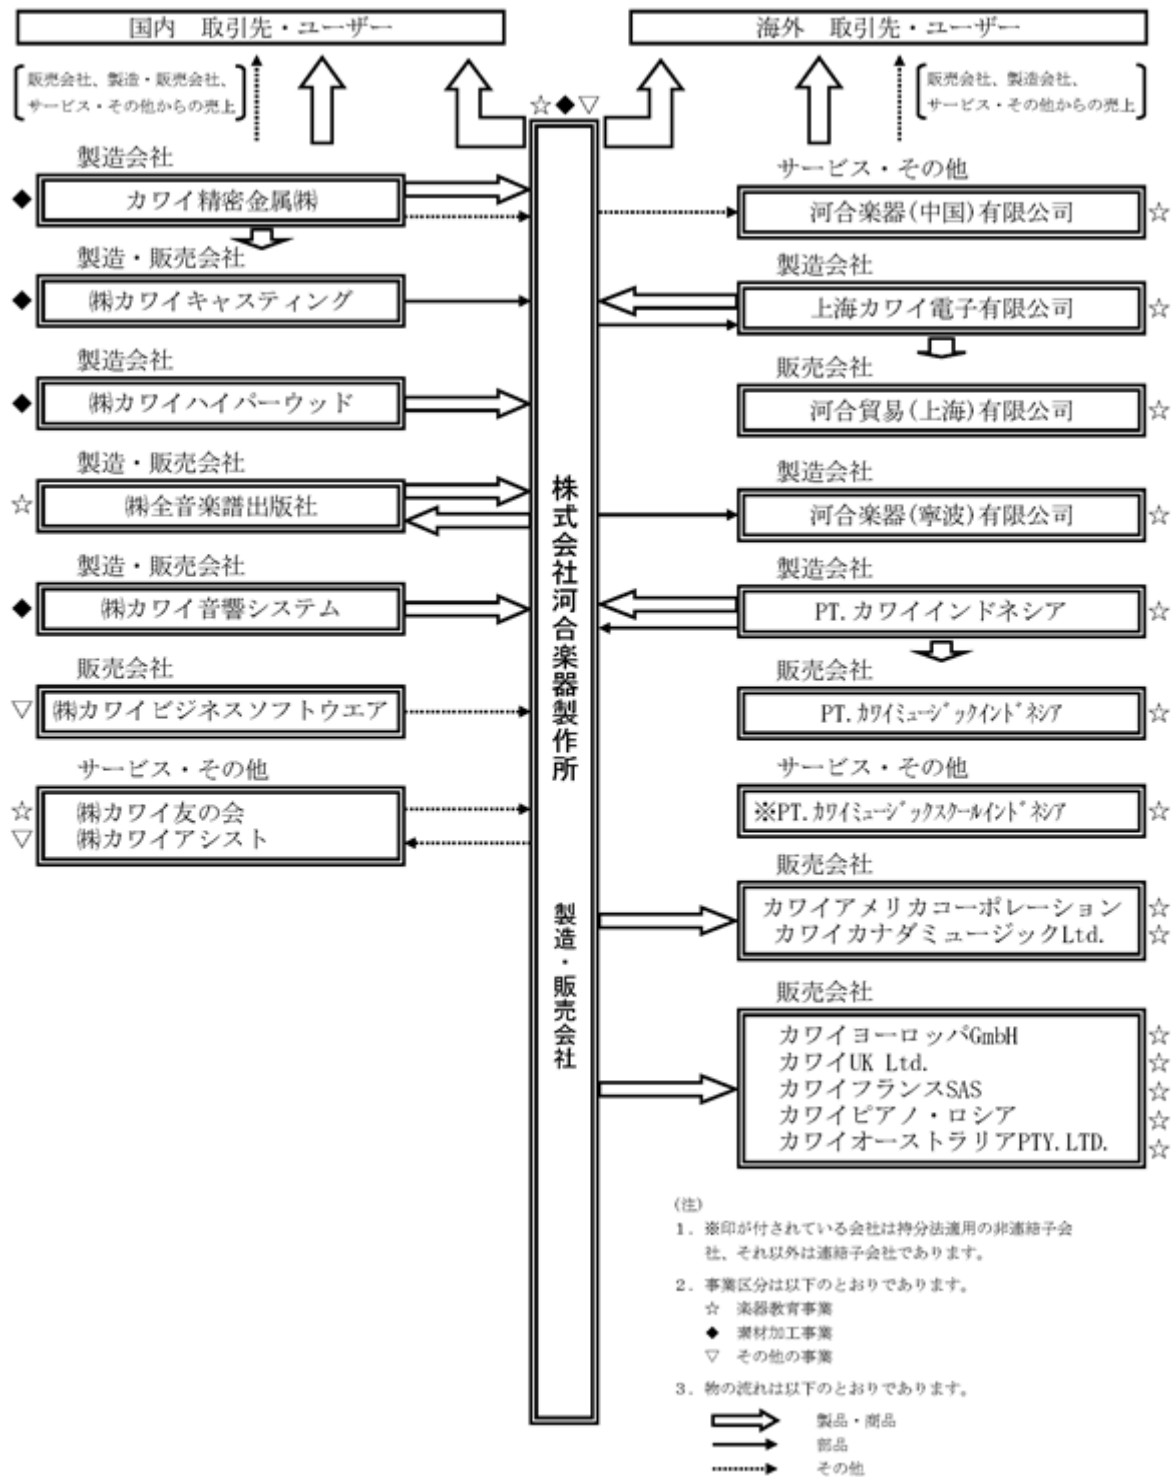 国内　取引先・ユーザー
海外　取引先・ユーザー
販売会社、製造・販売会社、
サービス・その他からの売上
販売会社、製造会社、
サービス・その他からの売上
☆◆▽
株式会社河合楽器製作所　製造・販売会社
製造会社
◆ カワイ精密金属㈱
製造・販売会社
◆ ㈱カワイキャスティング
製造会社
◆ ㈱カワイハイパーウッド
製造・販売会社
☆ ㈱全音楽譜出版社
製造・販売会社
◆ ㈱カワイ音響システム
販売会社
▽ ㈱カワイビジネスソフトウエア
サービス・その他
☆ ㈱カワイ友の会
▽ ㈱カワイアシスト
サービス・その他
河合楽器(中国)有限公司 ☆
製造会社
上海カワイ電子有限公司 ☆
販売会社
河合貿易(上海)有限公司 ☆
製造会社
河合楽器(寧波)有限公司 ☆
製造会社
PT.カワイインドネシア ☆
販売会社
PT.ｶﾜｲﾐｭｰｼﾞｯｸｲﾝﾄﾞﾈｼｱ ☆
サービス・その他
※PT.ｶﾜｲﾐｭｰｼﾞｯｸｽｸｰﾙｲﾝﾄﾞﾈｼｱ ☆
販売会社
カワイアメリカコーポレーション ☆
カワイカナダミュージックLtd. ☆
販売会社
カワイヨーロッパGmbH ☆
カワイUK Ltd. ☆
カワイフランスSAS ☆
カワイピアノ・ロシア ☆
カワイオーストラリアPTY.LTD. ☆
(注)
1．※印が付されている会社は持分法適用の非連結子会
社、それ以外は連結子会社であります。
2．事業区分は以下のとおりであります。
☆　楽器教育事業
◆　素材加工事業
▽　その他の事業
3．物の流れは以下のとおりであります。
製品・商品
部品
その他